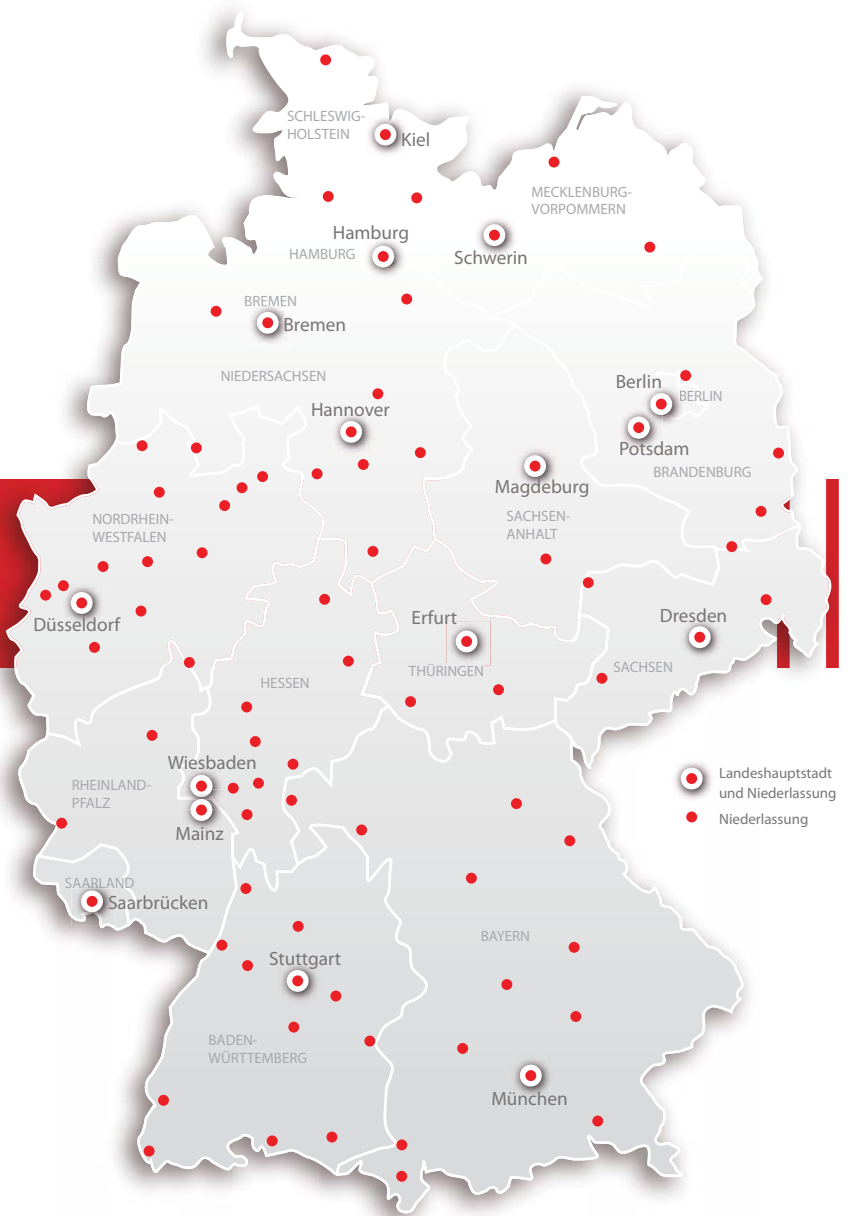 SCHLESWIG-
HOLSTEIN
Kiel
MECKLENBURG-
VORPOMMERN
Hamburg
HAMBURG
Schwerin
BREMEN
Bremen
NIEDERSACHSEN
Hannover
Berlin
BERLIN
Potsdam
BRANDENBURG
Magdeburg
SACHSEN-
ANHALT
NORDRHEIN-
WESTFALEN
Düsseldorf
Erfurt
THÜRINGEN
Dresden
SACHSEN
HESSEN
Wiesbaden
RHEINLAND-
PFALZ
Mainz
Landeshauptstadt
und Niederlassung
Niederlassung
SAARLAND
Saarbrücken
BAYERN
Stuttgart
BADEN-
WÜRTTEMBERG
München